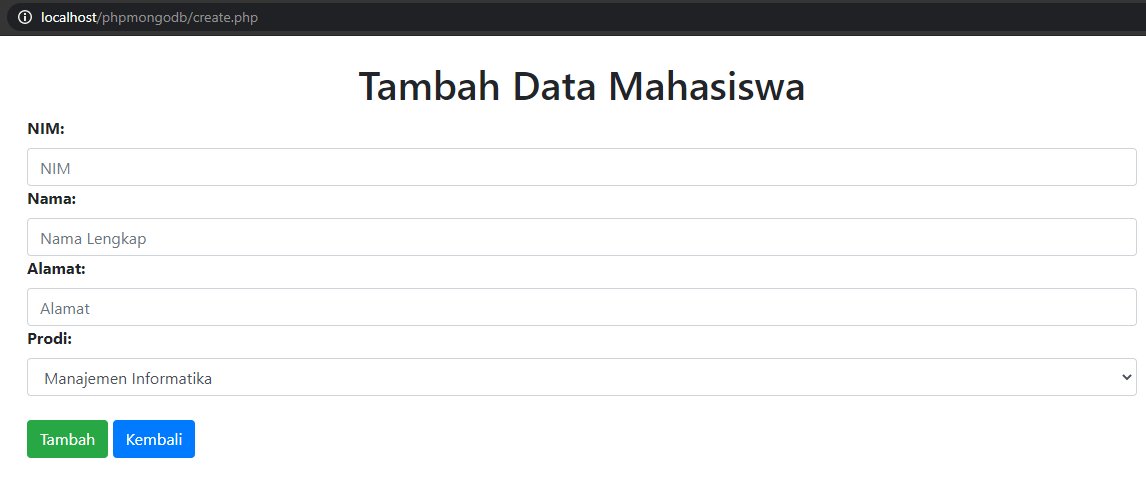 localhost/phpmongodb/create.php
Tambah Data Mahasiswa
NIM:
NIM
Nama:
Nama Lengkap
Alamat:
Alamat
Prodi:
Manajemen Informatika
Tambah Kembali